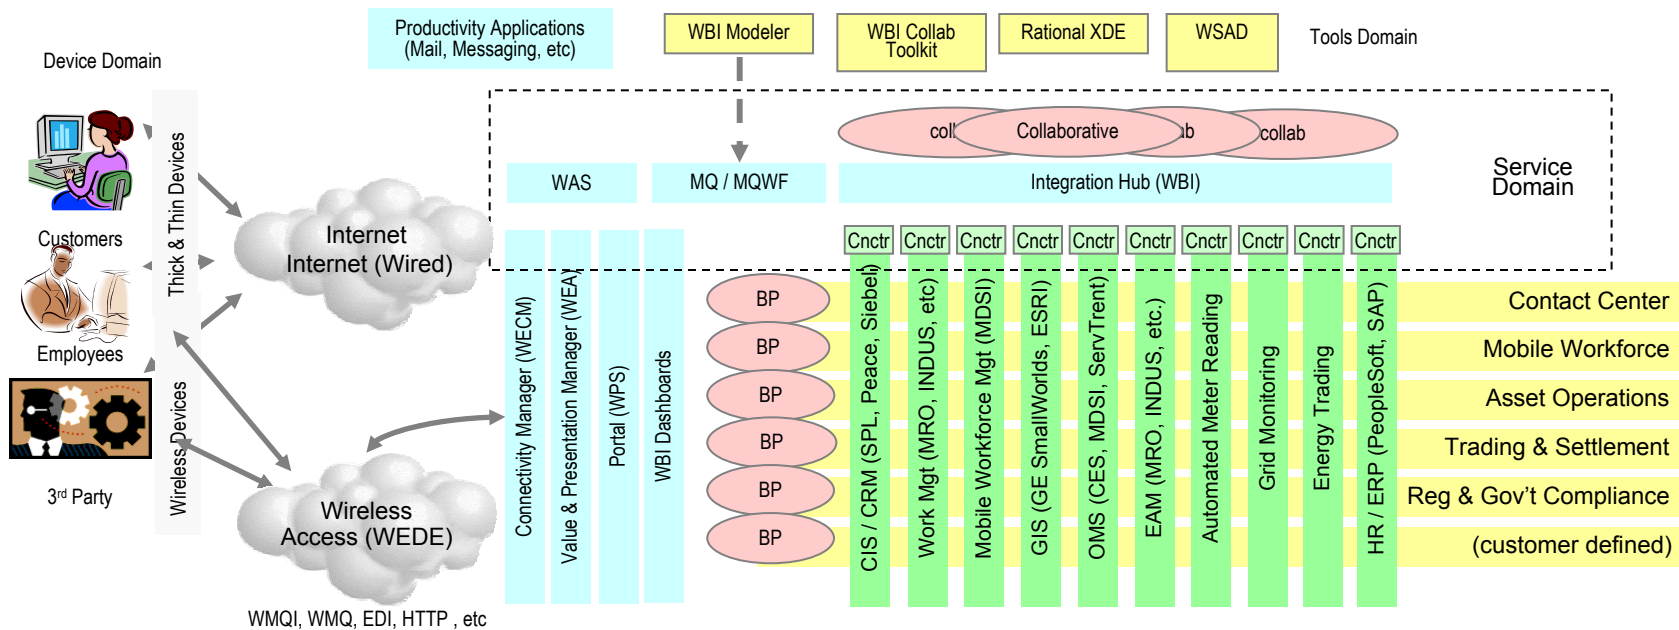 Productivity Applications
(Mail, Messaging, etc)
WBI Modeler
WBI Collab
Toolkit
Rational XDE
WSAD
Tools Domain
Device Domain
Customers
Employees
3rd Party
Thick & Thin Devices
Wireless Devices
Internet
Internet (Wired)
Wireless
Access (WEDE)
WMQI, WMQ, EDI, HTTP , etc
coll
Collaborative
ab
collab
Service
Domain
WAS
MQ / MQWF
Integration Hub (WBI)
Cnctr
Cnctr
Cnctr
Cnctr
Cnctr
Cnctr
Cnctr
Cnctr
Cnctr
Cnctr
Connectivity Manager (WECM)
Value & Presentation Manager (WEA)
Portal (WPS)
WBI Dashboards
BP
BP
BP
BP
BP
BP
CIS / CRM (SPL, Peace, Siebel)
Work Mgt (MRO, INDUS, etc)
Mobile Workforce Mgt (MDSI)
GIS (GE SmallWorlds, ESRI)
OMS (CES, MDSI, ServTrent)
EAM (MRO, INDUS, etc.)
Automated Meter Reading
Grid Monitoring
Energy Trading
HR / ERP (PeopleSoft, SAP)
Contact Center
Mobile Workforce
Asset Operations
Trading & Settlement
Reg & Gov’t Compliance
(customer defined)